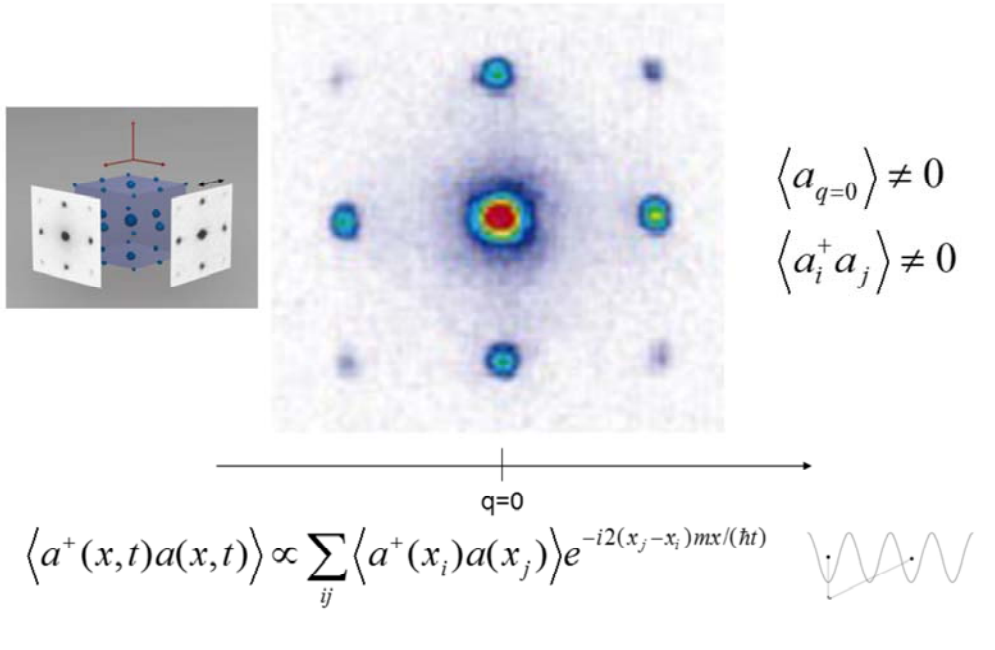 ⟨a_{q=0}⟩ ≠ 0
⟨a_i^+ a_j⟩ ≠ 0
q=0
⟨a^+(x,t)a(x,t)⟩ ∝ ∑_{ij} ⟨a^+(x_i)a(x_j)⟩e^{-i2(x_j-x_i)mx/(ħt)}